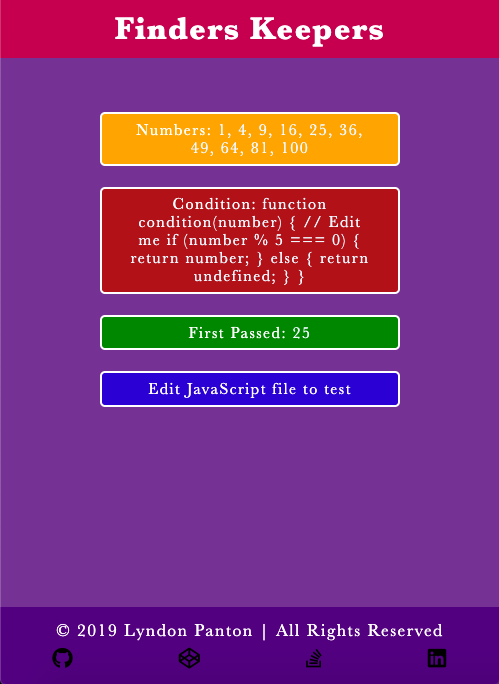 Finders Keepers
Numbers: 1, 4, 9, 16, 25, 36,
49, 64, 81, 100
Condition: function
condition(number) { // Edit
me if (number % 5 === 0) {
return number; } else { return
undefined; } }
First Passed: 25
Edit JavaScript file to test
© 2019 Lyndon Panton | All Rights Reserved